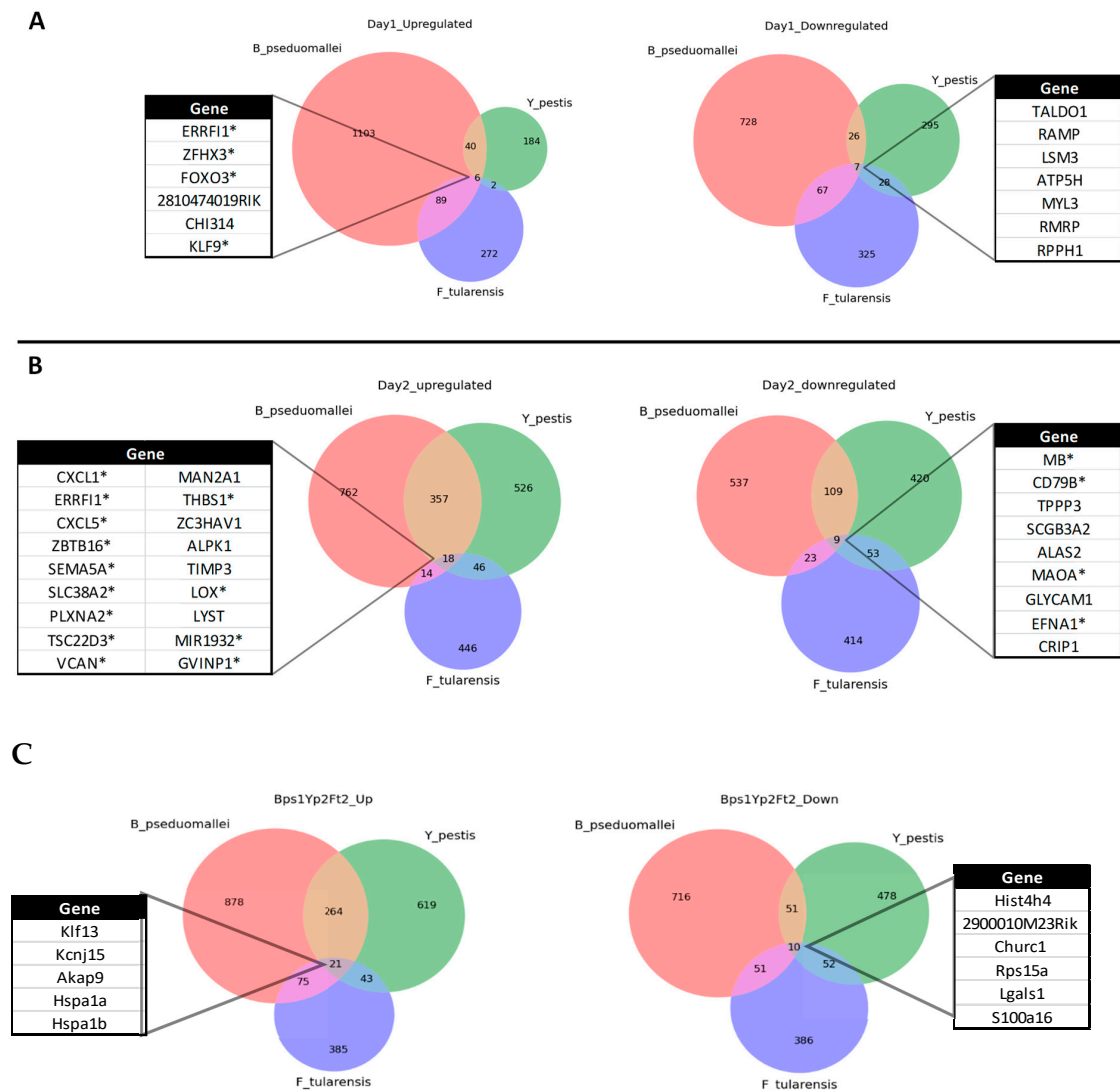 A
Day1_Upregulated
B_pseduomallei
Y_pestis
F_tularensis
1103
40
184
6
2
89
272
Gene
ERRFI1*
ZFHX3*
FOXO3*
2810474019RIK
CHI314
KLF9*
Day1_Downregulated
B_pseduomallei
Y_pestis
F_tularensis
728
26
295
7
28
67
325
Gene
TALDO1
RAMP
LSM3
ATP5H
MYL3
RMRP
RPPH1
B
Day2_upregulated
B_pseduomallei
Y_pestis
F_tularensis
762
357
526
18
14
46
446
Gene
CXCL1* MAN2A1
ERRFI1* THBS1*
CXCL5* ZC3HAV1
ZBTB16* ALPK1
SEMA5A* TIMP3
SLC38A2* LOX*
PLXNA2* LYST
TSC22D3* MIR1932*
VCAN* GVINP1*
Day2_downregulated
B_pseduomallei
Y_pestis
F_tularensis
537
109
420
9
23
53
414
Gene
MB*
CD79B*
TPPP3
SCGB3A2
ALAS2
MAOA*
GLYCAM1
EFNA1*
CRIP1
C
Bps1Yp2Ft2_Up
B_pseduomallei
Y_pestis
F_tularensis
878
264
619
21
75
43
385
Gene
Klf13
Kcnj15
Akap9
Hspa1a
Hspa1b
Bps1Yp2Ft2_Down
B_pseduomallei
Y_pestis
F_tularensis
716
51
478
10
51
52
386
Gene
Hist4h4
2900010M23Rik
Churc1
Rps15a
Lgals1
S100a16